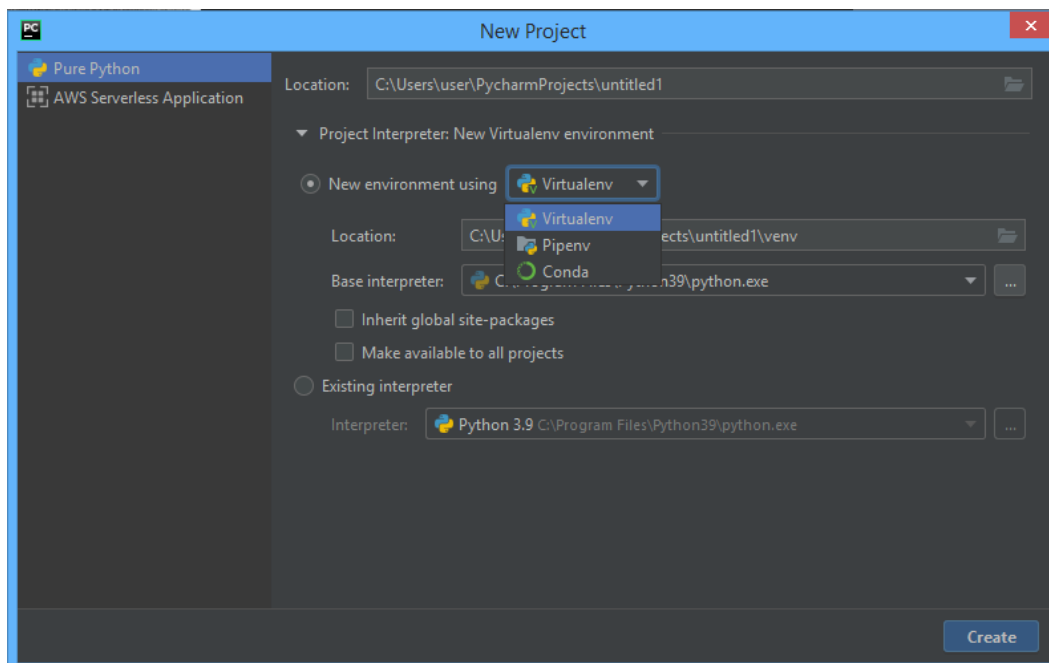 PC
New Project
Pure Python
AWS Serverless Application
Location: C:\Users\user\PycharmProjects\untitled1
Project Interpreter: New Virtualenv environment
New environment using Virtualenv
Virtualenv
Pipenv
Conda
Location: C:\U ects\untitled1\venv
Base interpreter: python.exe
Inherit global site-packages
Make available to all projects
Existing interpreter
Interpreter: Python 3.9 C:\Program Files\Python39\python.exe
...
...
Create